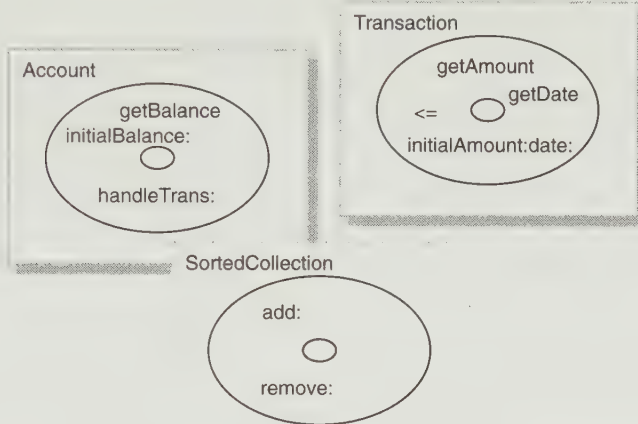 Account
getBalance
initialBalance:
handleTrans:
Transaction
getAmount
getDate
<=
initialAmount:date:
SortedCollection
add:
remove: